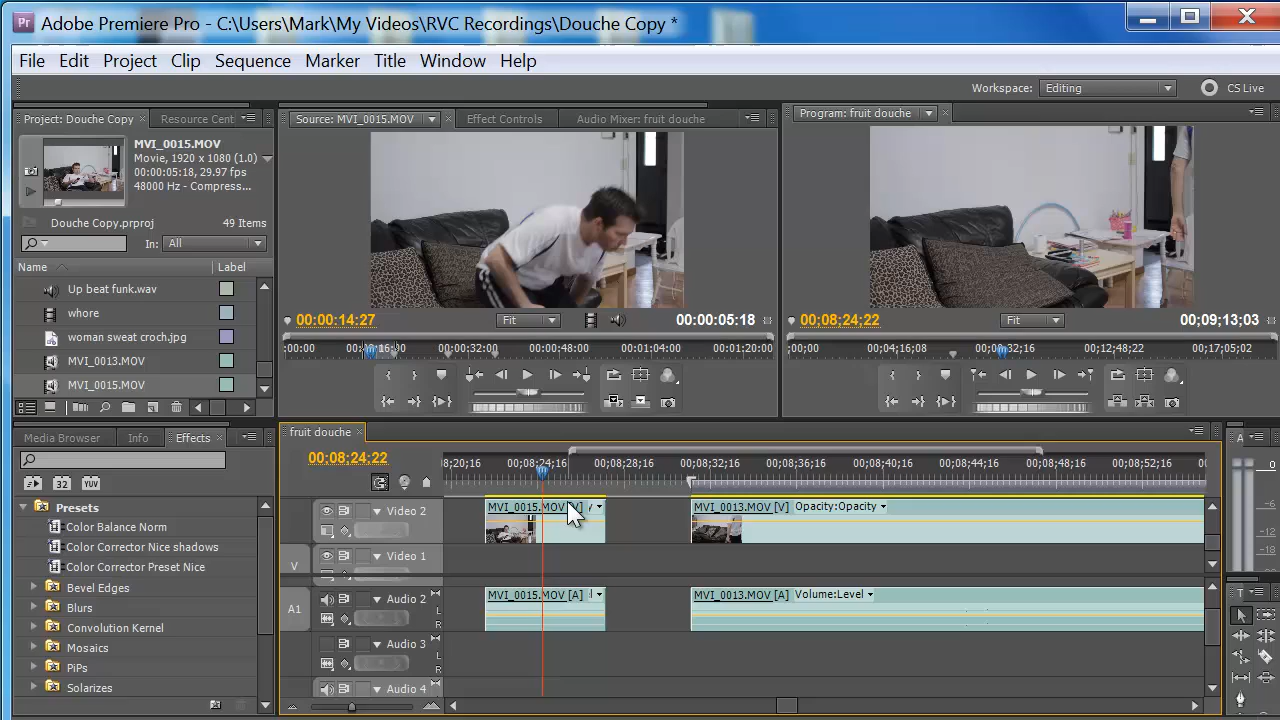 Pr Adobe Premiere Pro - C:\Users\Mark\My Videos\RVC Recordings\Douche Copy *
File Edit Project Clip Sequence Marker Title Window Help
Workspace: Editing CS Live
Project: Douche Copy Resource Cent
Source: MVI_0015.MOV Effect Controls Audio Mixer: fruit douche
Program: fruit douche
MVI_0015.MOV
Movie, 1920 x 1080 (1.0)
00:00:05:18, 29.97 fps
48000 Hz - Compress...
Douche Copy.prproj 49 Items
In: All
Name Label
Up beat funk.wav
whore
woman sweat croch.jpg
MVI_0013.MOV
MVI_0015.MOV
00:00:14:27 Fit 00:00:05:18
:00:00 00:00:32:00 00:00:48:00 00:01:04:00 00:01:20:00
00;08;24;22 Fit 00;09;13;03
;00;00 00;04;16;08 00;08;32;16 00;12;48;22 00;17;05;02
Media Browser Info Effects
32 YUV
Presets
Color Balance Norm
Color Corrector Nice shadows
Color Corrector Preset Nice
Bevel Edges
Blurs
Convolution Kernel
Mosaics
PiPs
Solarizes
fruit douche
00;08;24;22
;08;20;16 00;08;24;16 00;08;28;16 00;08;32;16 00;08;36;16 00;08;40;16 00;08;44;16 00;08;48;16 00;08;52;16 00
Video 2 MVI_0015.MOV [V] MVI_0013.MOV [V] Opacity:Opacity
V Video 1
A1 Audio 2 MVI_0015.MOV [A] MVI_0013.MOV [A] Volume:Level
L
R
Audio 3
L
R
Audio 4
A
0
-6
-12
-18
T